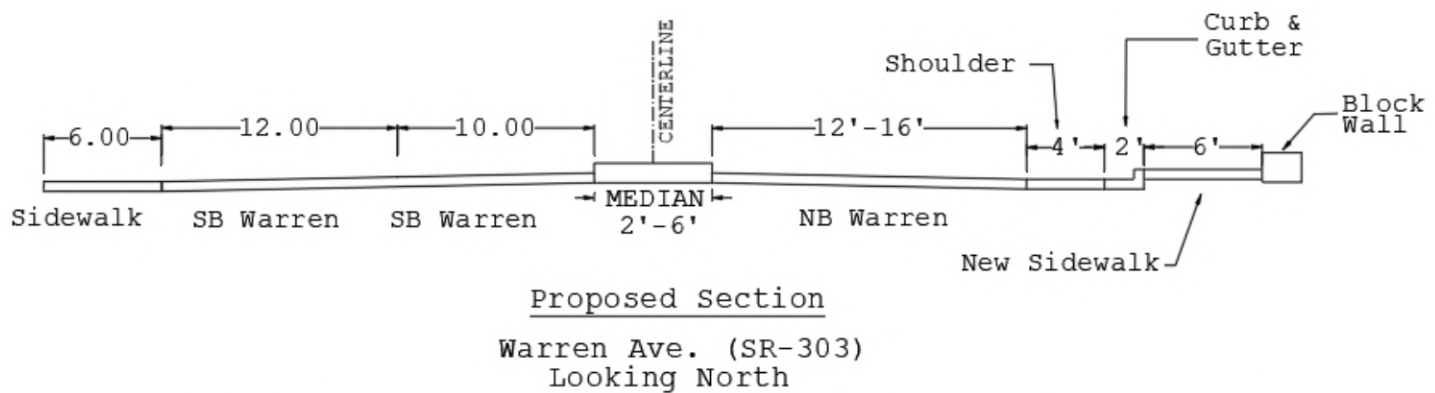 Curb &
Gutter
Shoulder
CENTERLINE
Block
Wall
6.00
12.00
10.00
12'-16'
4'
2'
6'
MEDIAN
2'-6'
Sidewalk
SB Warren
SB Warren
NB Warren
New Sidewalk
Proposed Section
Warren Ave. (SR-303)
Looking North